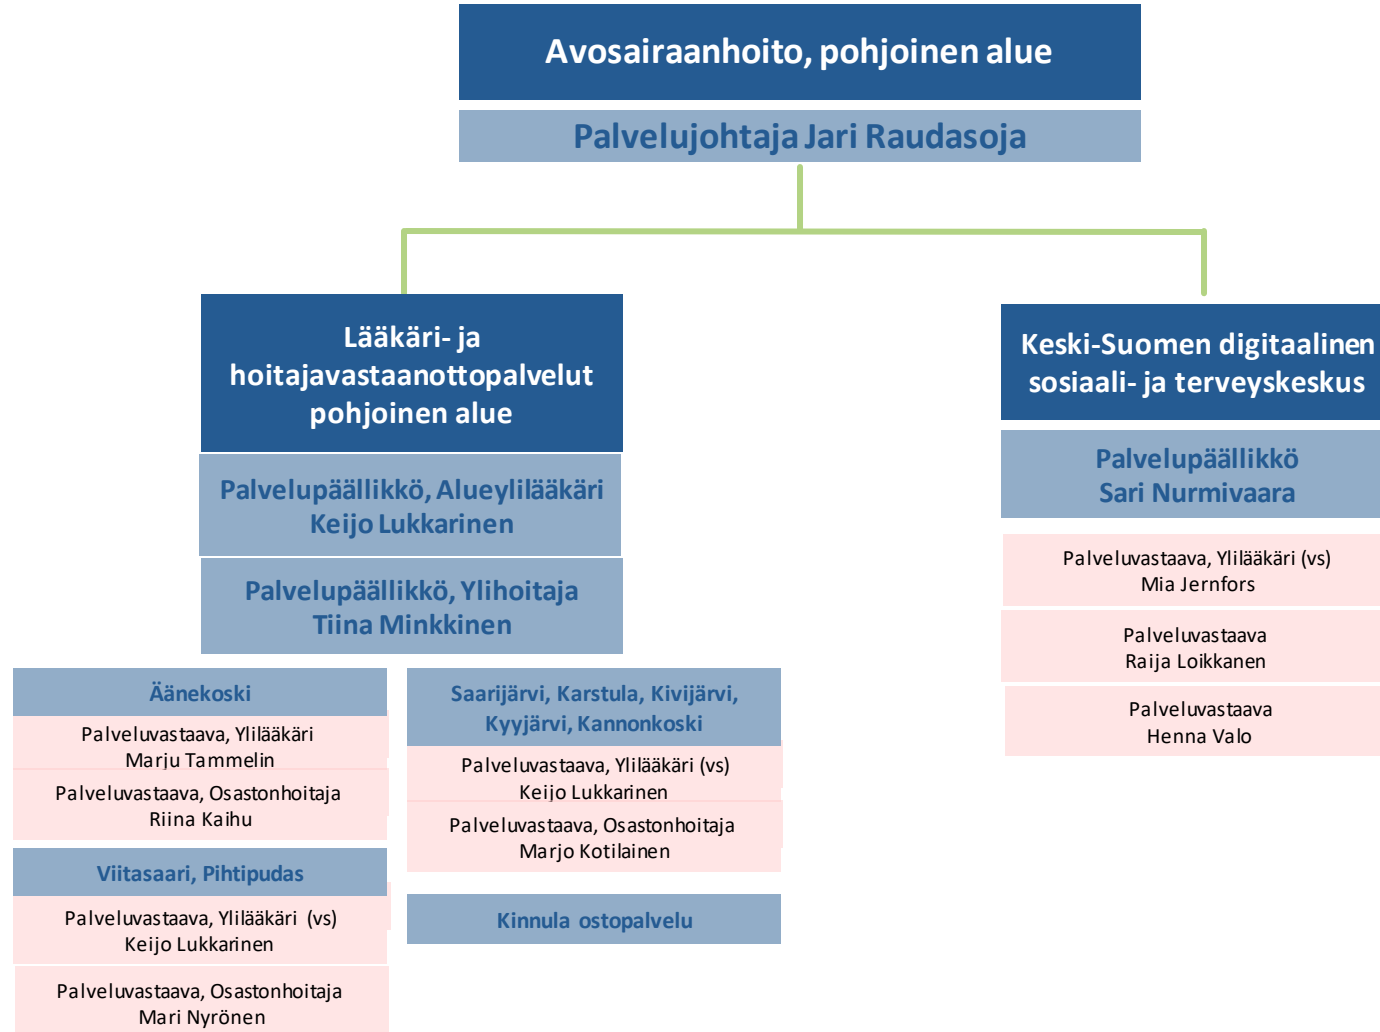 Avosairaanhoito, pohjoinen alue
Palvelujohtaja Jari Raudasoja
Lääkäri- ja
hoitajavastaanottopalvelut
pohjoinen alue
Palvelupäällikkö, Alueylilääkäri
Keijo Lukkarinen
Palvelupäällikkö, Ylihoitaja
Tiina Minkkinen
Äänekoski
Palveluvastaava, Ylilääkäri
Marju Tammelin
Palveluvastaava, Osastonhoitaja
Riina Kaihu
Viitasaari, Pihtipudas
Palveluvastaava, Ylilääkäri (vs)
Keijo Lukkarinen
Palveluvastaava, Osastonhoitaja
Mari Nyrönen
Saarijärvi, Karstula, Kivijärvi,
Kyyjärvi, Kannonkoski
Palveluvastaava, Ylilääkäri (vs)
Keijo Lukkarinen
Palveluvastaava, Osastonhoitaja
Marjo Kotilainen
Kinnula ostopalvelu
Keski-Suomen digitaalinen
sosiaali- ja terveyskeskus
Palvelupäällikkö
Sari Nurmivaara
Palveluvastaava, Ylilääkäri (vs)
Mia Jernfors
Palveluvastaava
Raija Loikkanen
Palveluvastaava
Henna Valo